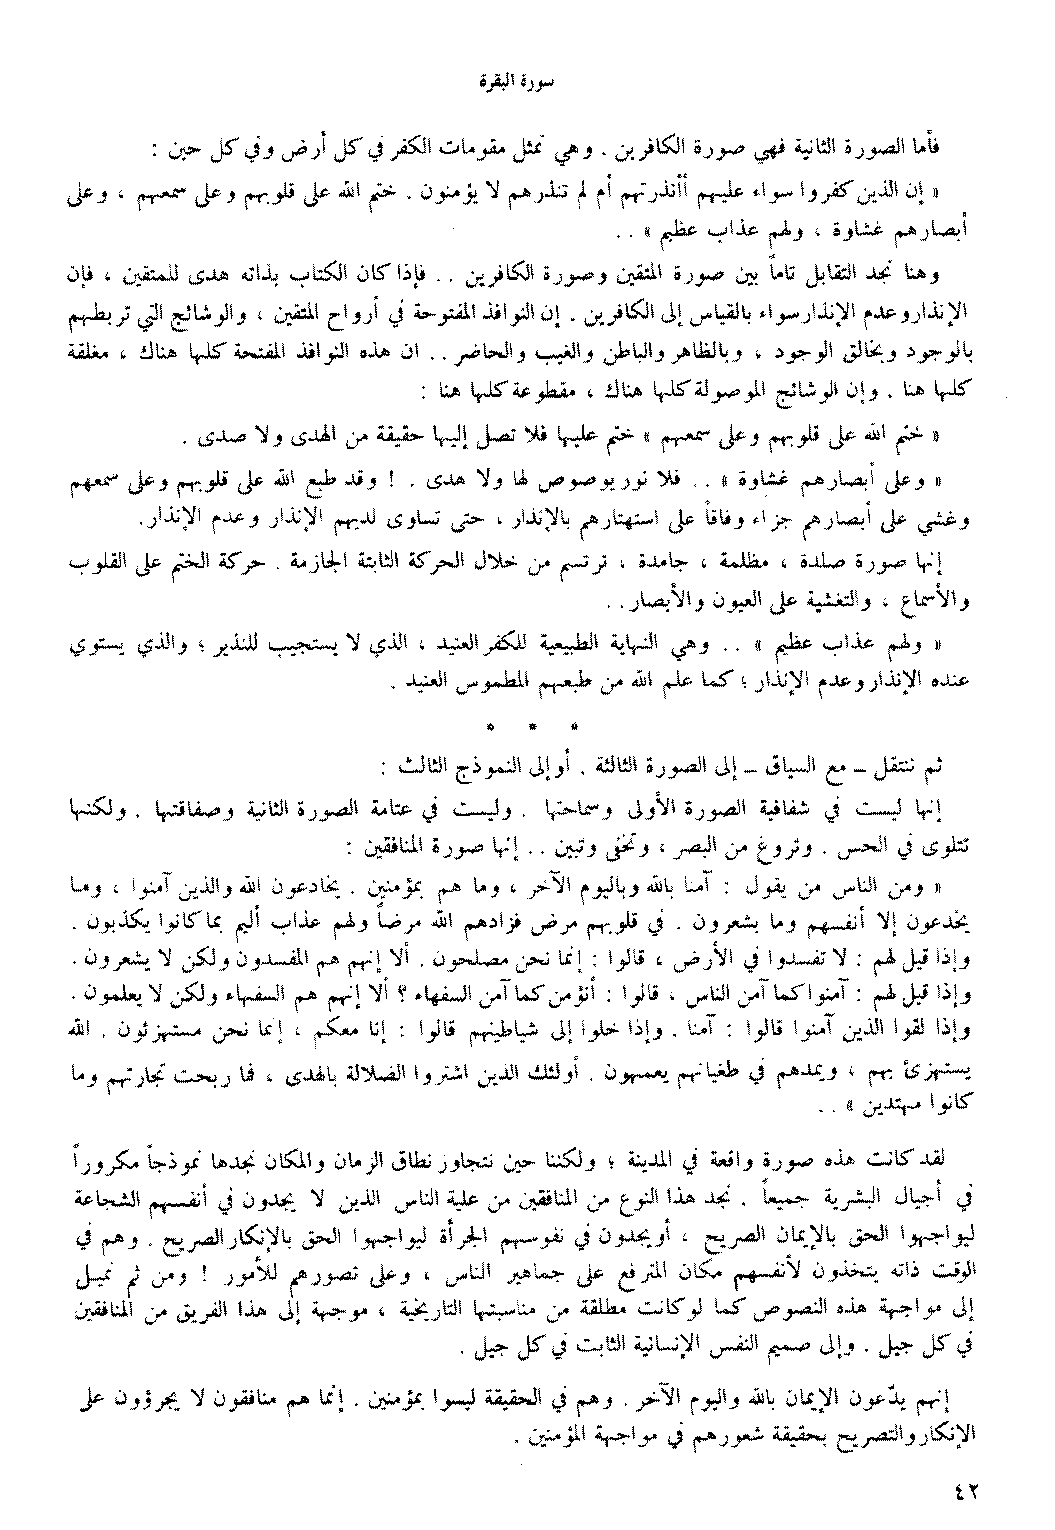 سورة البقرة
فأما الصورة الثانية فهي صورة الكافرين . وهي تمثل مقومات الكفر في كل أرض وفي كل حين :
« إن الذين كفروا سواء عليهم أأنذرتهم أم لم تنذرهم لا يؤمنون . ختم الله على قلوبهم وعلى سمعهم ، وعلى
أبصارهم غشاوة ، ولهم عذاب عظيم » . .
وهنا نجد التقابل تاماً بين صورة المتقين وصورة الكافرين . . فإذا كان الكتاب بذاته هدى للمتقين ، فإن
الإنذار وعدم الإنذار سواء بالقياس إلى الكافرين . إن النوافذ المفتوحة في أرواح المتقين ، والوشائج التي تربطهم
بالوجود وبخالق الوجود ، وبالظاهر والباطن والغيب والحاضر . . ان هذه النوافذ المفتحة كلها هناك ، مغلقة
كلها هنا . وإن الوشائج الموصولة كلها هناك ، مقطوعة كلها هنا :
« ختم الله على قلوبهم وعلى سمعهم » ختم عليها فلا تصل إليها حقيقة من الهدى ولا صدى .
« وعلى أبصارهم غشاوة » . . فلا نور يوصوص لها ولا هدى . ! وقد طبع الله على قلوبهم وعلى سمعهم
وغشي على أبصارهم جزاء وفاقاً على استهتارهم بالإنذار ، حتى تساوى لديهم الإنذار وعدم الإنذار.
إنها صورة صلدة ، مظلمة ، جامدة ، ترتسم من خلال الحركة الثابتة الجازمة . حركة الختم على القلوب
والأسماع ، والتغشية على العيون والأبصار . .
« ولهم عذاب عظيم » . . وهي النهاية الطبيعية للكفر العنيد ، الذي لا يستجيب للنذير ؛ والذي يستوي
عنده الإنذار وعدم الإنذار ؛ كما علم الله من طبعهم المطموس العنيد .
* * *
ثم ننتقل – مع السياق – إلى الصورة الثالثة . أو إلى النموذج الثالث :
إنها ليست في شفافية الصورة الأولى وسماحتها . وليست في عتامة الصورة الثانية وصفاقتها . ولكنها
تتلوى في الحس . وتروغ من البصر ، وتخفى وتبين . . إنها صورة المنافقين :
« ومن الناس من يقول : آمنا بالله وباليوم الآخر ، وما هم بمؤمنين . يخادعون الله والذين آمنوا ، وما
يخدعون إلا أنفسهم وما يشعرون . في قلوبهم مرض فزادهم الله مرضاً ولهم عذاب أليم بما كانوا يكذبون .
وإذا قيل لهم : لا تفسدوا في الأرض ، قالوا : إنما نحن مصلحون . ألا إنهم هم المفسدون ولكن لا يشعرون .
وإذا قيل لهم : آمنوا كما آمن الناس ، قالوا : أنؤمن كما آمن السفهاء ؟ ألا إنهم هم السفهاء ولكن لا يعلمون .
وإذا لقوا الذين آمنوا قالوا : آمنا . وإذا خلوا إلى شياطينهم قالوا : إنا معكم ، إنما نحن مستهزئون . الله
يستهزئ بهم ، ويمدهم في طغيانهم يعمهون . أولئك الذين اشتروا الضلالة بالهدى ، فما ربحت تجارتهم وما
كانوا مهتدين » . .
لقد كانت هذه صورة واقعة في المدينة ؛ ولكننا حين نتجاوز نطاق الزمان والمكان نجدها نموذجاً مكروراً
في أجيال البشرية جميعاً . نجد هذا النوع من المنافقين من علية الناس الذين لا يجدون في أنفسهم الشجاعة
ليواجهوا الحق بالإيمان الصريح ، أو يجدون في نفوسهم الجرأة ليواجهوا الحق بالإنكار الصريح . وهم في
الوقت ذاته يتخذون لأنفسهم مكان المترفع على جماهير الناس ، وعلى تصورهم للأمور ! ومن ثم نميل
إلى مواجهة هذه النصوص كما لو كانت مطلقة من مناسبتها التاريخية ، موجهة إلى هذا الفريق من المنافقين
في كل جيل . وإلى صميم النفس الإنسانية الثابت في كل جيل .
إنهم يدّعون الإيمان بالله واليوم الآخر . وهم في الحقيقة ليسوا بمؤمنين . إنما هم منافقون لا يجرؤون على
الإنكار والتصريح بحقيقة شعورهم في مواجهة المؤمنين .
٤٢